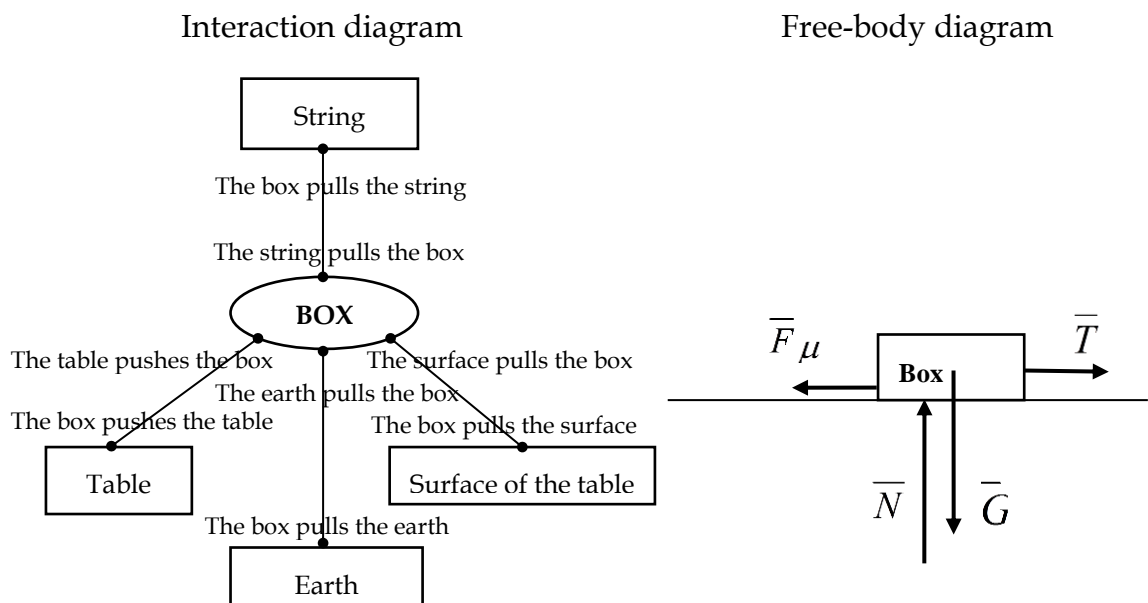 Interaction diagram
Free-body diagram
String
The box pulls the string
The string pulls the box
BOX
The table pushes the box
The surface pulls the box
The earth pulls the box
The box pushes the table
The box pulls the surface
Table
Surface of the table
The box pulls the earth
Earth
F μ
Box
T
N
G